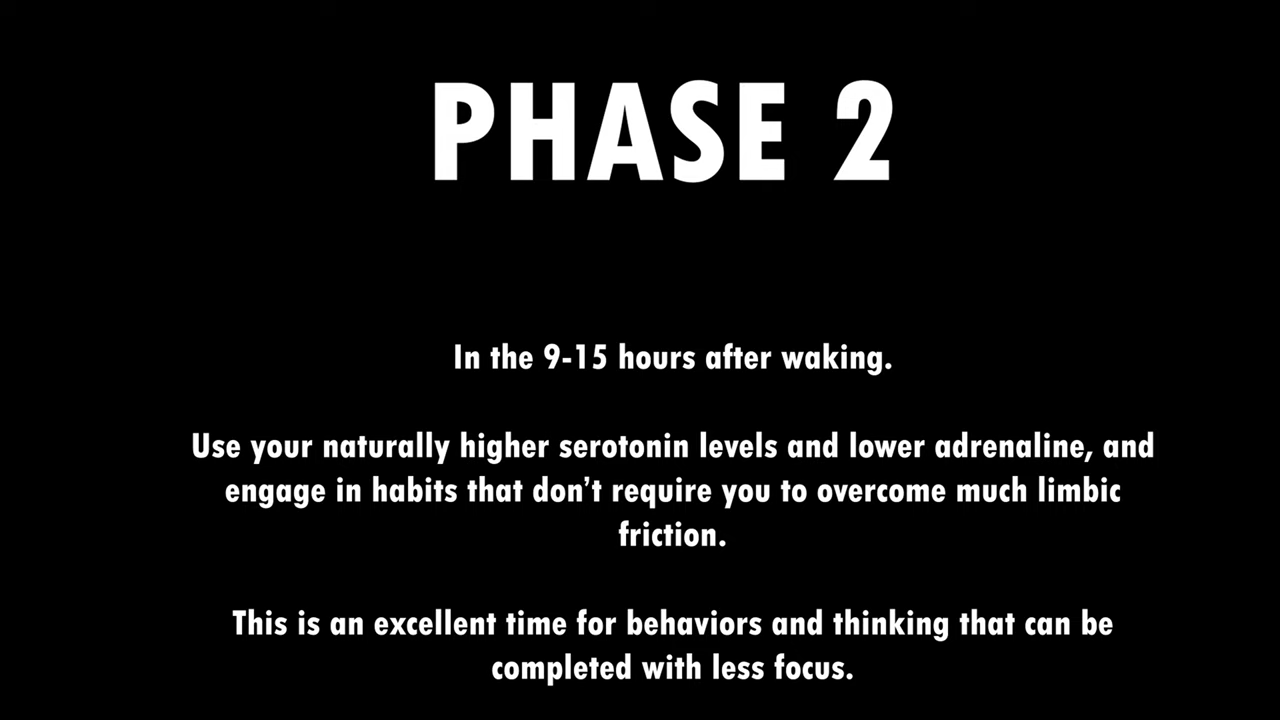 PHASE 2
In the 9-15 hours after waking.
Use your naturally higher serotonin levels and lower adrenaline, and
engage in habits that don’t require you to overcome much limbic
friction.
This is an excellent time for behaviors and thinking that can be
completed with less focus.